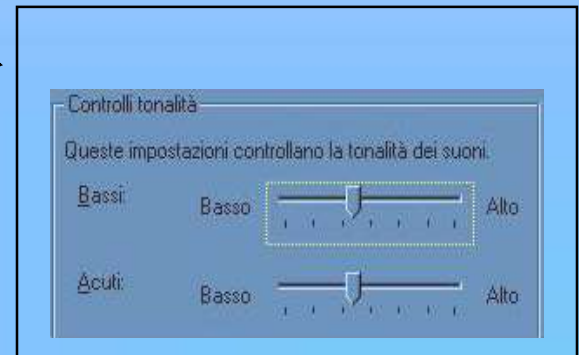 Controlli tonalità
Queste impostazioni controllano la tonalità dei suoni.
Bassi: Basso Alto
Acuti: Basso Alto